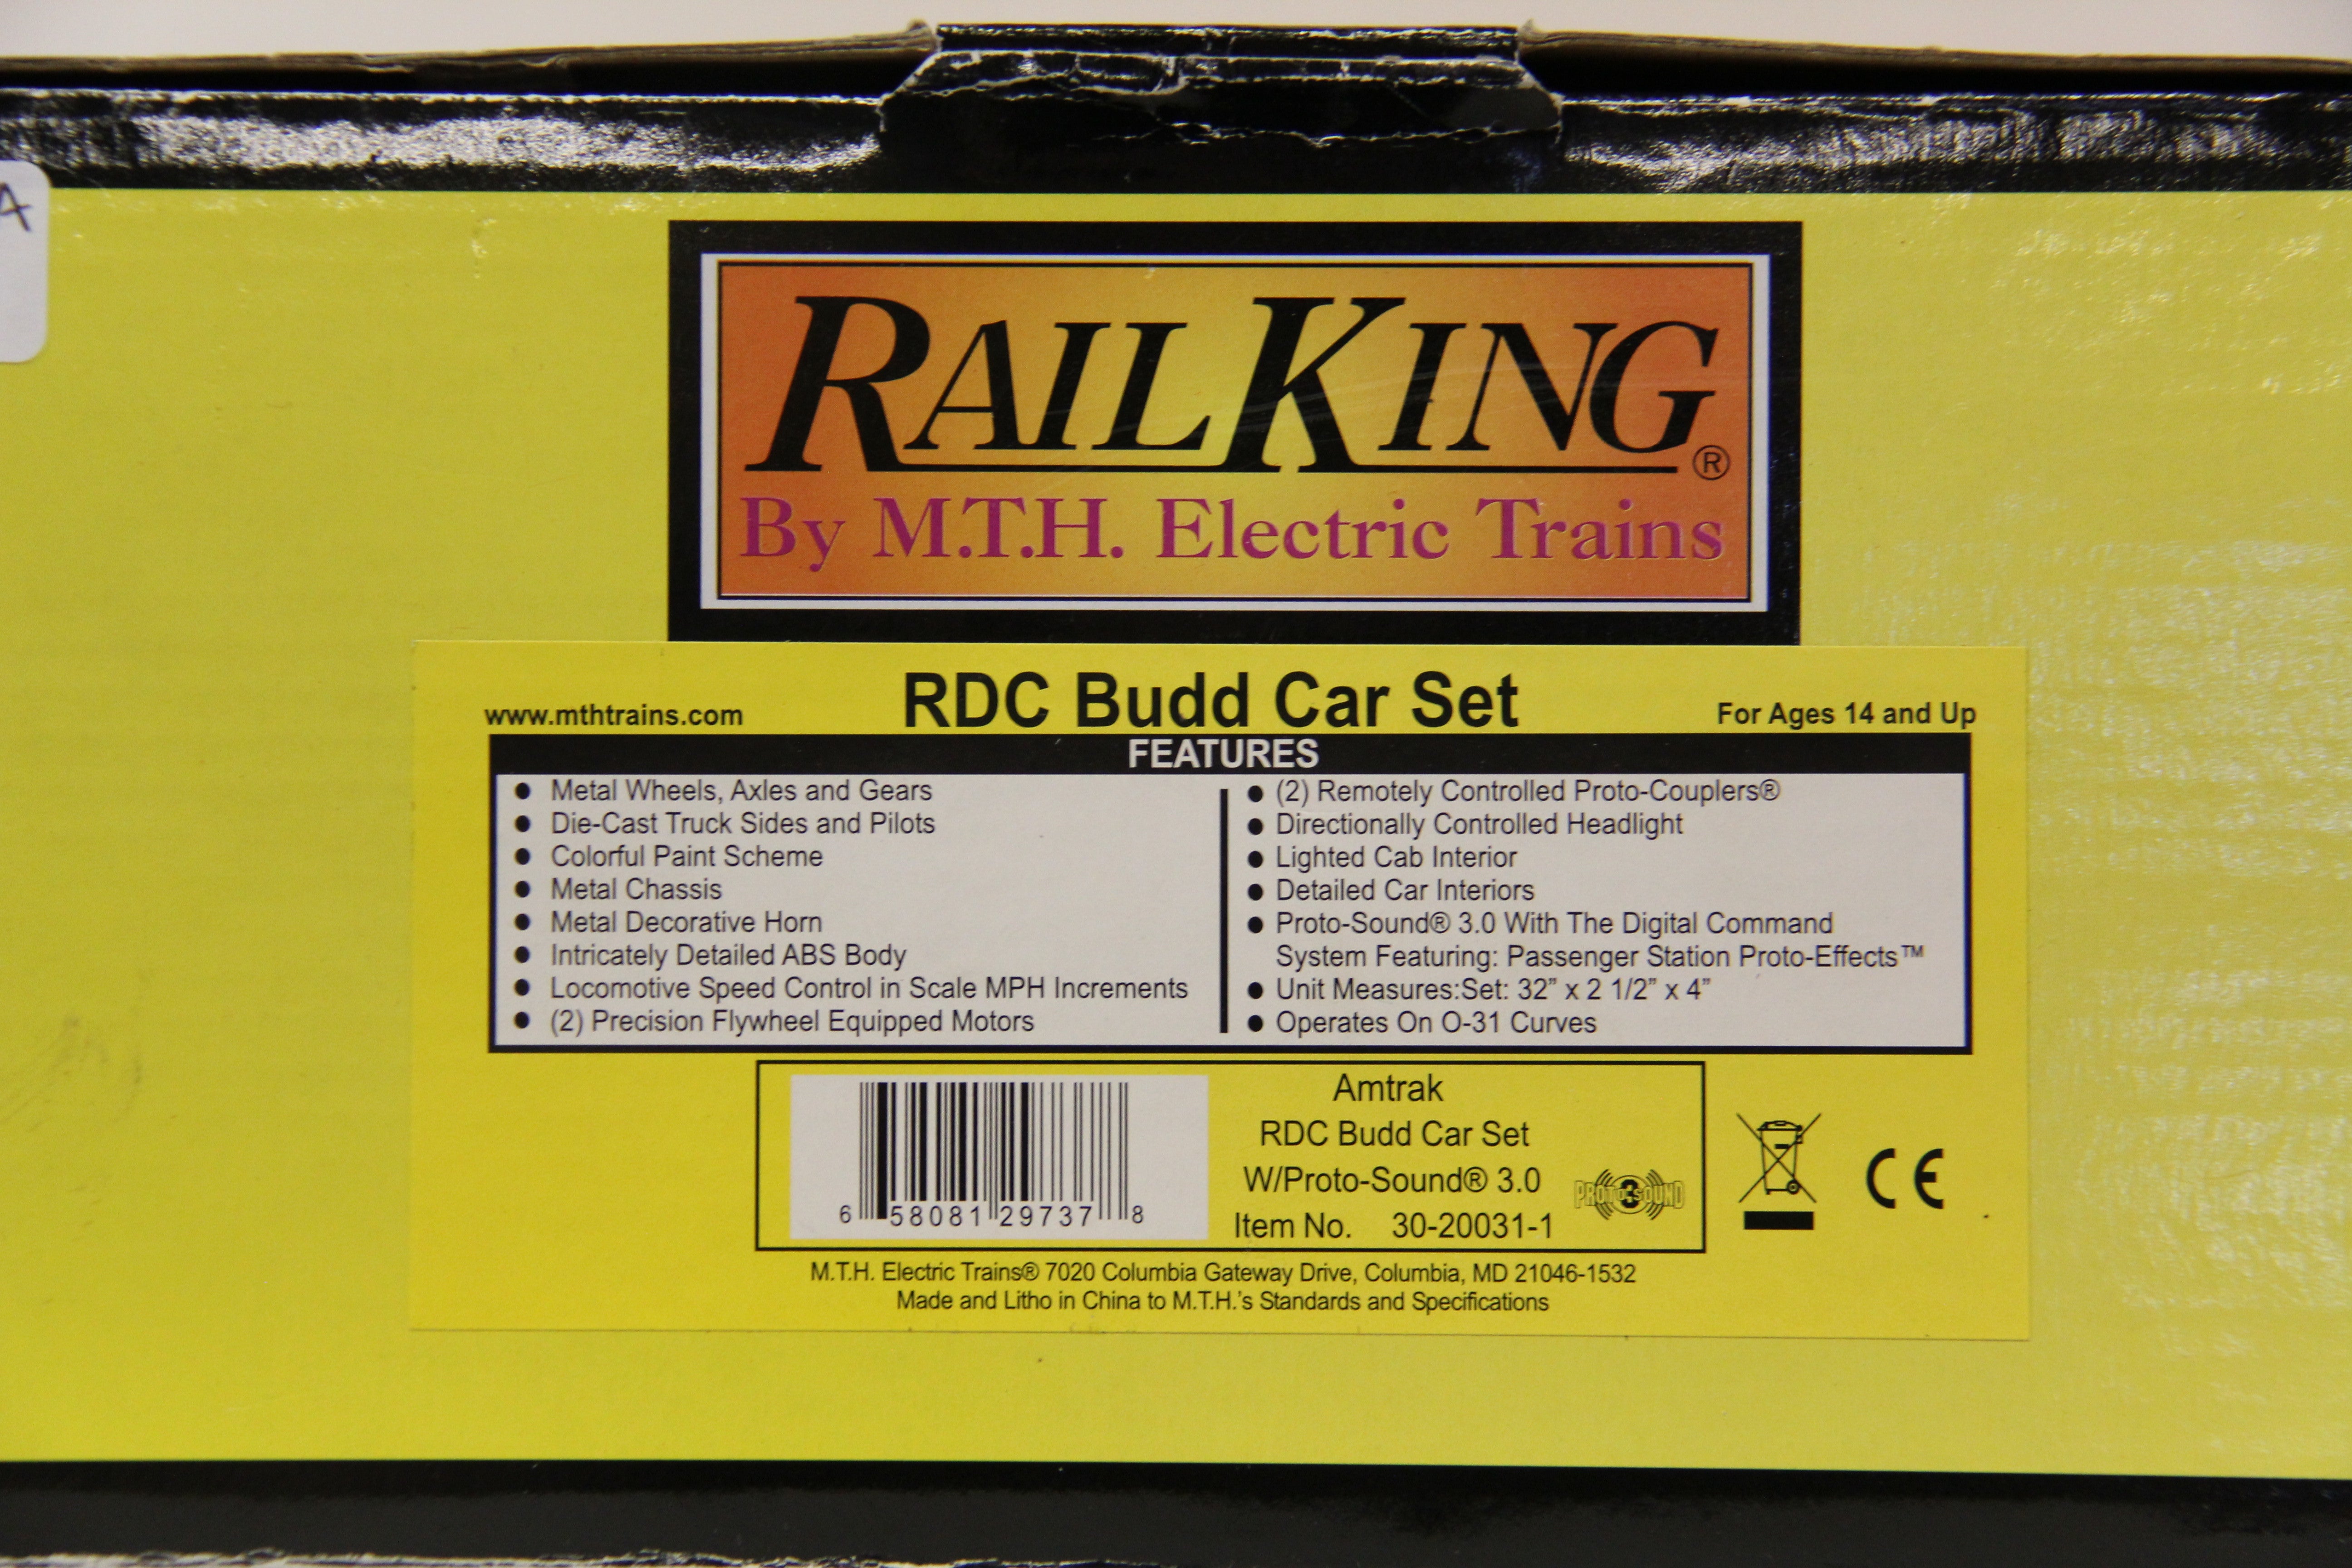 A
RAILKING®
By M.T.H. Electric Trains
www.mthtrains.com
RDC Budd Car Set
For Ages 14 and Up
FEATURES
● Metal Wheels, Axles and Gears
● Die-Cast Truck Sides and Pilots
● Colorful Paint Scheme
● Metal Chassis
● Metal Decorative Horn
● Intricately Detailed ABS Body
● Locomotive Speed Control in Scale MPH Increments
● (2) Precision Flywheel Equipped Motors
● (2) Remotely Controlled Proto-Couplers®
● Directionally Controlled Headlight
● Lighted Cab Interior
● Detailed Car Interiors
● Proto-Sound® 3.0 With The Digital Command
System Featuring: Passenger Station Proto-Effects™
● Unit Measures:Set: 32” x 2 1/2” x 4”
● Operates On O-31 Curves
6 58081 29737 8
Amtrak
RDC Budd Car Set
W/Proto-Sound® 3.0
Item No. 30-20031-1
PROTO-SOUND 3
CE
M.T.H. Electric Trains® 7020 Columbia Gateway Drive, Columbia, MD 21046-1532
Made and Litho in China to M.T.H.'s Standards and Specifications